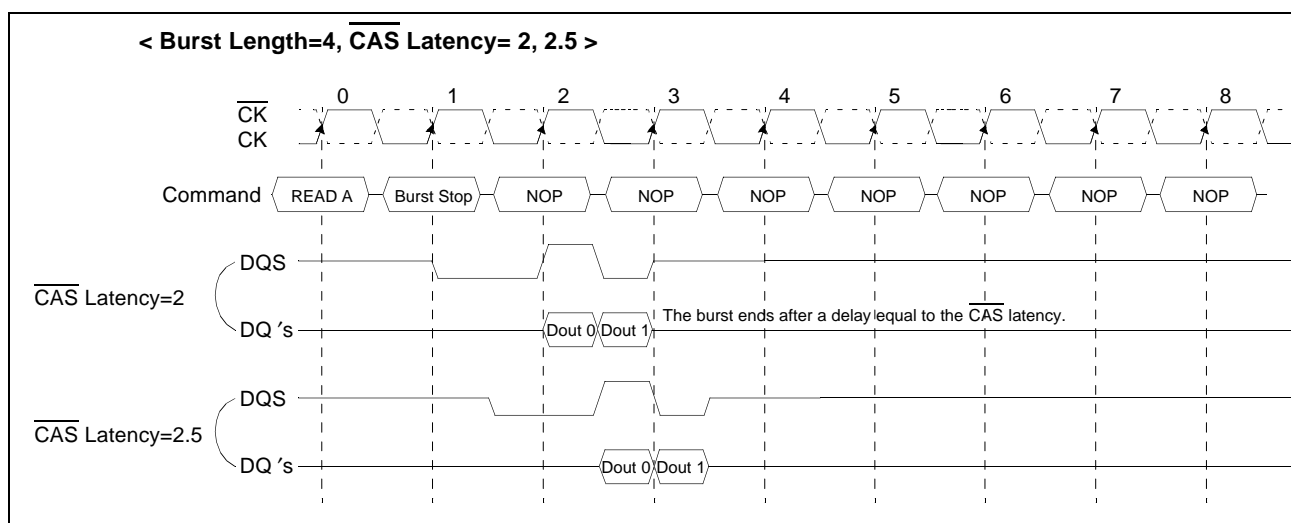 < Burst Length=4, CAS Latency= 2, 2.5 >
0 1 2 3 4 5 6 7 8
CK
CK
Command READ A Burst Stop NOP NOP NOP NOP NOP NOP NOP
DQS
CAS Latency=2
DQ 's Dout 0 Dout 1 The burst ends after a delay equal to the CAS latency.
DQS
CAS Latency=2.5
DQ 's Dout 0 Dout 1